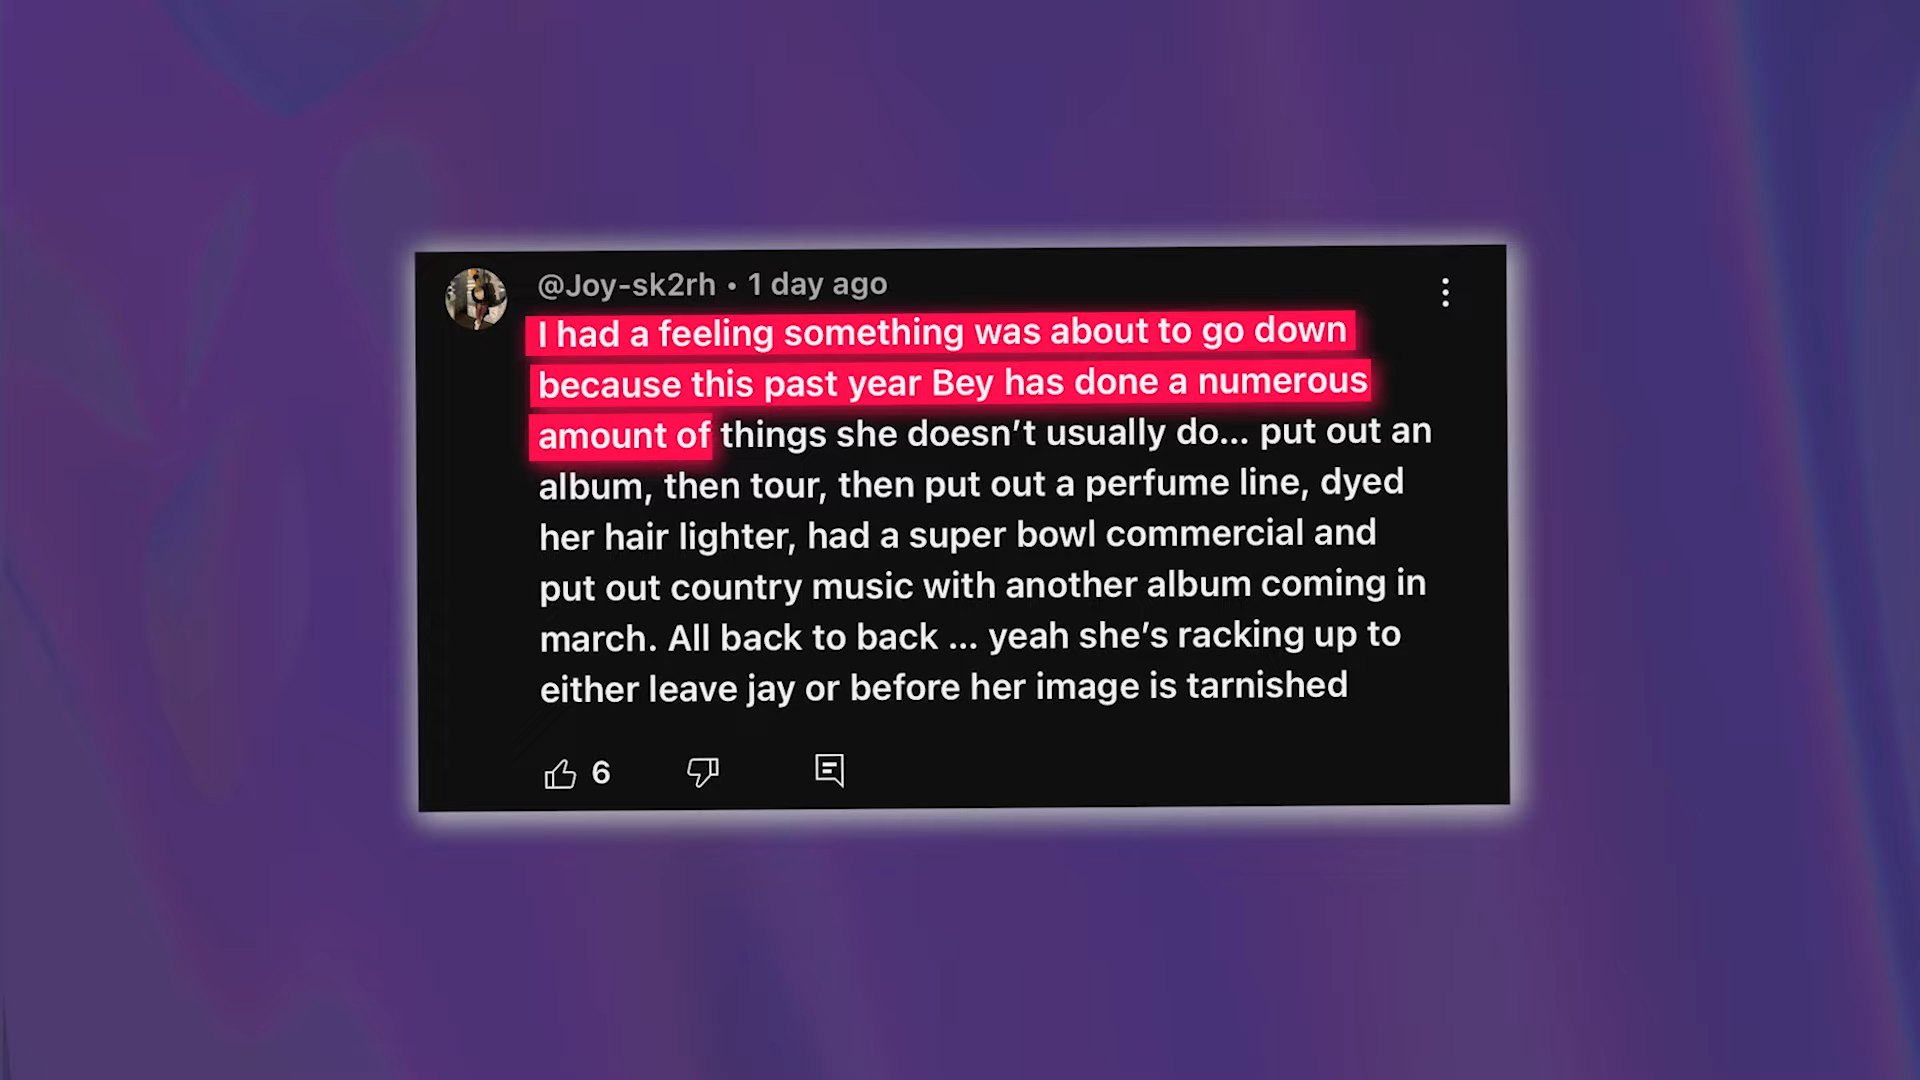 @Joy-sk2rh • 1 day ago
I had a feeling something was about to go down
because this past year Bey has done a numerous
amount of things she doesn’t usually do... put out an
album, then tour, then put out a perfume line, dyed
her hair lighter, had a super bowl commercial and
put out country music with another album coming in
march. All back to back ... yeah she’s racking up to
either leave jay or before her image is tarnished
6